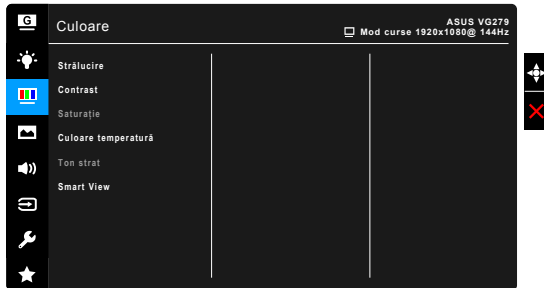 G
Culoare
ASUS VG279
Mod curse 1920x1080@ 144Hz
Strălucire
Contrast
Saturație
Culoare temperatură
Ton strat
Smart View